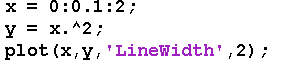 x = 0:0.1:2;
y = x.^2;
plot(x,y,'LineWidth',2);